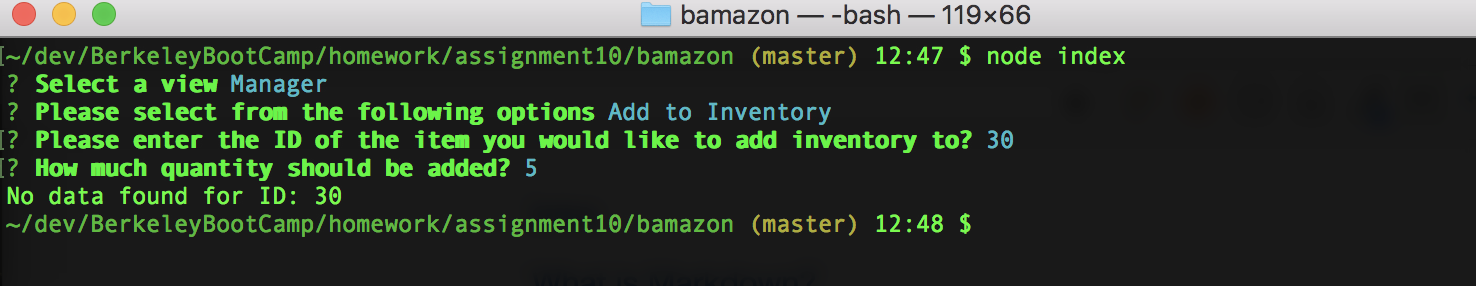 bamazon — -bash — 119×66
~/dev/BerkeleyBootCamp/homework/assignment10/bamazon (master) 12:47 $ node index
? Select a view Manager
? Please select from the following options Add to Inventory
? Please enter the ID of the item you would like to add inventory to? 30
? How much quantity should be added? 5
No data found for ID: 30
~/dev/BerkeleyBootCamp/homework/assignment10/bamazon (master) 12:48 $